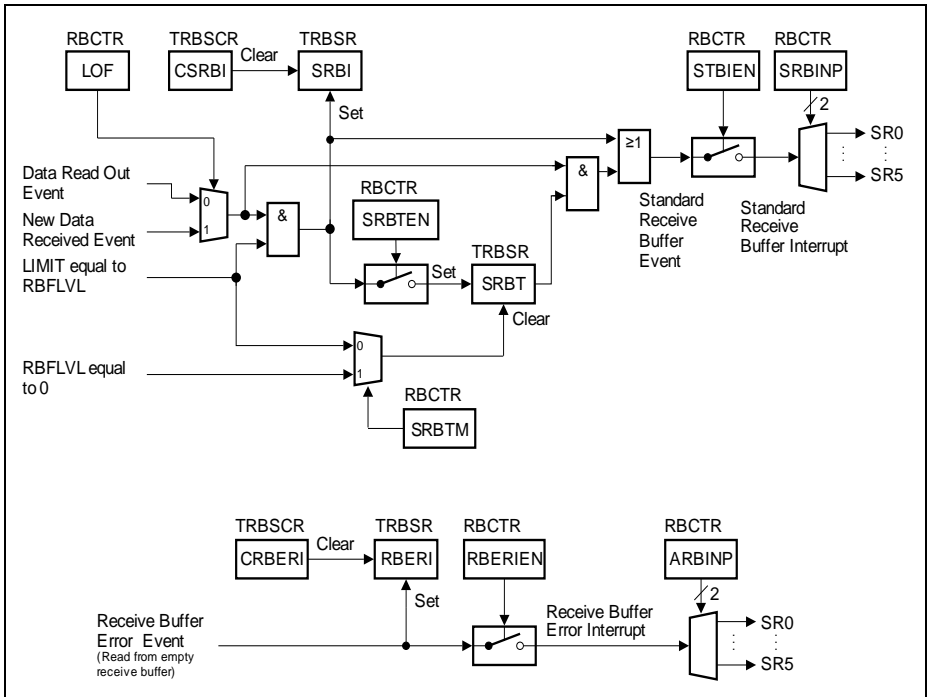 RBCTR
TRBSCR
TRBSR
RBCTR
RBCTR
LOF
CSRBI
Clear
SRBI
STBIEN
SRBINP
Set
2
SR0
SR5
≥1
&
Data Read Out
Event
0
1
New Data
Received Event
&
RBCTR
SRBTEN
Standard
Receive
Buffer
Event
Standard
Receive
Buffer Interrupt
LIMIT equal to
RBFLVL
TRBSR
Set
SRBT
Clear
0
1
RBFLVL equal
to 0
RBCTR
SRBTM
TRBSCR
TRBSR
RBCTR
RBCTR
CRBERI
Clear
RBERI
RBERIEN
ARBINP
Set
2
Receive Buffer
Error Event
(Read from empty
receive buffer)
Receive Buffer
Error Interrupt
SR0
SR5